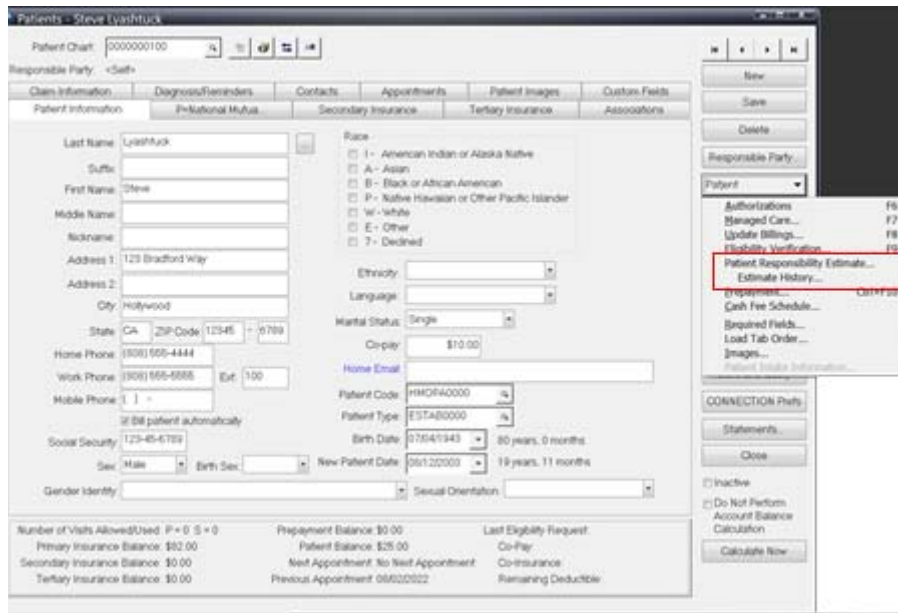 Patients - Steve Lyashtuck
Patient Chart: 0000000100
Responsible Party: <Self>
New
Claim Information Diagnosis/Reminders Contacts Appointments Patient Images Custom Fields
Patient Information P=National Mutua... Secondary Insurance Tertiary Insurance Associations
Save
Delete
Responsible Party...
Patient
Last Name: Lyashtuck
Suffix:
First Name: Steve
Middle Name:
Nickname:
Address 1: 129 Bradford Way
Address 2:
City: Hollywood
State: CA ZIP Code: 12345 - 6789
Home Phone: (808) 555-4444
Work Phone: (808) 555-5555 Ext: 100
Mobile Phone: ( ) -
Bill patient automatically
Social Security: 123-45-6789
Sex: Male Birth Sex:
Gender Identity:
Race
I - American Indian or Alaska Native
A - Asian
B - Black or African American
P - Native Hawaiian or Other Pacific Islander
W - White
E - Other
7 - Declined
Ethnicity:
Language:
Marital Status: Single
Co-pay: $10.00
Home Email:
Patient Code: HMOPA0000
Patient Type: ESTAB0000
Birth Date: 07/04/1943 80 years, 0 months
New Patient Date: 08/12/2003 19 years, 11 months
Sexual Orientation:
Authorizations F6
Managed Care... F7
Update Billings... F8
Eligibility Verification... F9
Patient Responsibility Estimate...
Estimate History...
Prepayment... Ctrl+F10
Cash Fee Schedule...
Required Fields...
Load Tab Order...
Images...
Patient Intake Information...
CONNECTION Prefs
Statements...
Close
Inactive
Do Not Perform
Account Balance
Calculation
Calculate Now
Number of Visits Allowed/Used: P = 0 S = 0 Prepayment Balance: $0.00 Last Eligibility Request:
Primary Insurance Balance: $82.00 Patient Balance: $25.00 Co-Pay:
Secondary Insurance Balance: $0.00 Next Appointment: No Next Appointment Co-Insurance:
Tertiary Insurance Balance: $0.00 Previous Appointment: 08/02/2022 Remaining Deductible: